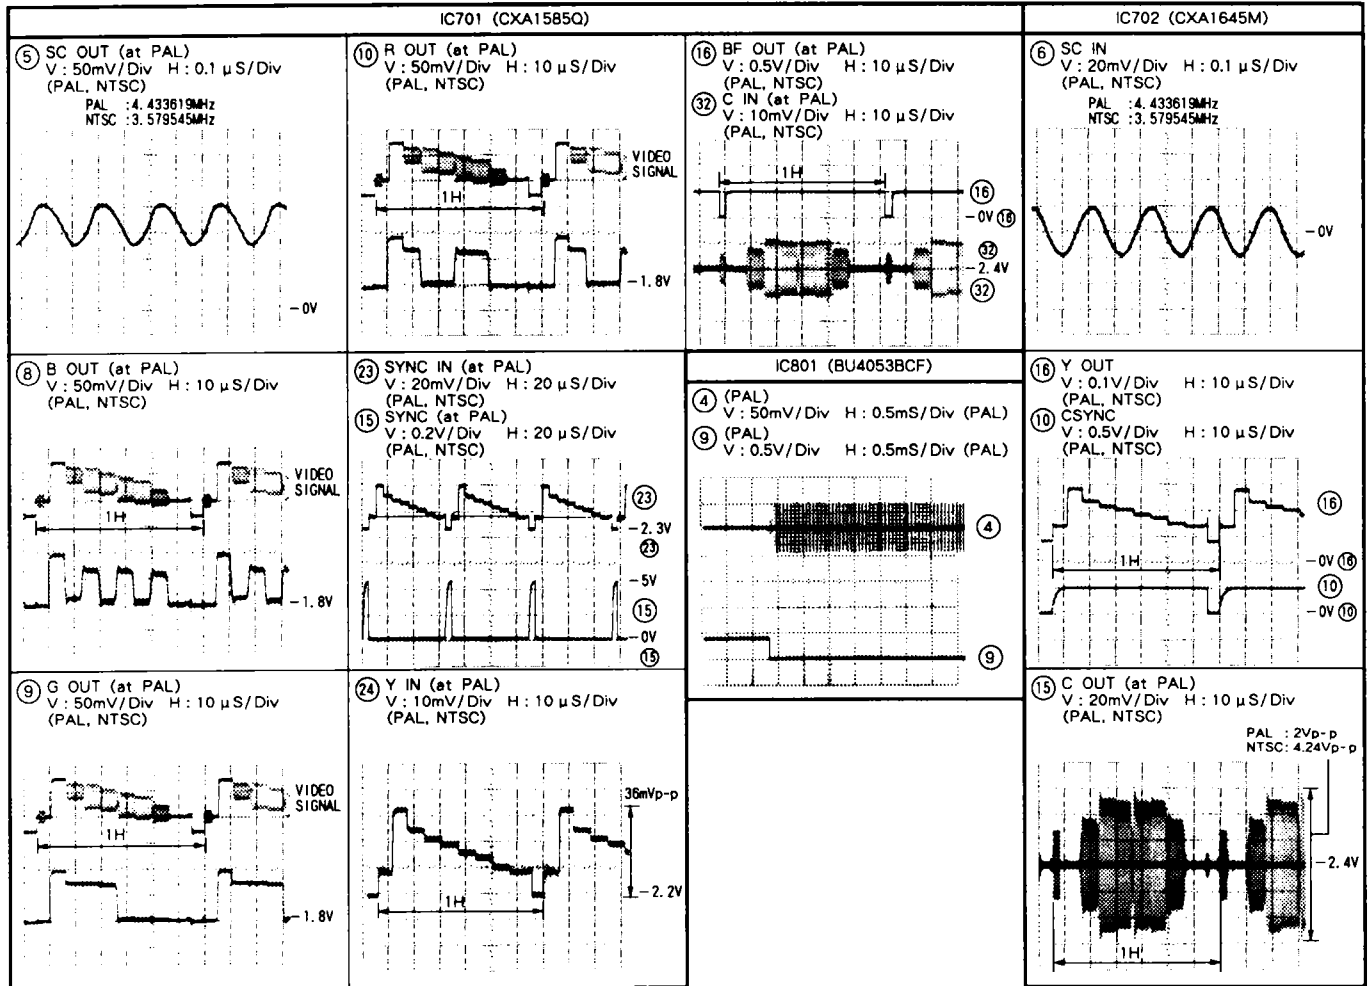 IC701 (CXA1585Q)
⑤ SC OUT (at PAL)
V : 50mV/Div H : 0.1 µS/Div
(PAL, NTSC)
PAL :4.433619MHz
NTSC :3.579545MHz
-0V
⑩ R OUT (at PAL)
V : 50mV/Div H : 10 µS/Div
(PAL, NTSC)
VIDEO
SIGNAL
1H
-1.8V
⑯ BF OUT (at PAL)
V : 0.5V/Div H : 10 µS/Div
(PAL, NTSC)
㉜ C IN (at PAL)
V : 10mV/Div H : 10 µS/Div
(PAL, NTSC)
1H
⑯
-0V ⑯
㉜
-2.4V
㉜
⑧ B OUT (at PAL)
V : 50mV/Div H : 10 µS/Div
(PAL, NTSC)
VIDEO
SIGNAL
1H
-1.8V
㉓ SYNC IN (at PAL)
V : 20mV/Div H : 20 µS/Div
(PAL, NTSC)
⑮ SYNC (at PAL)
V : 0.2V/Div H : 20 µS/Div
(PAL, NTSC)
㉓
-2.3V
㉓
-5V
⑮
-0V
⑮
⑨ G OUT (at PAL)
V : 50mV/Div H : 10 µS/Div
(PAL, NTSC)
VIDEO
SIGNAL
1H
-1.8V
㉔ Y IN (at PAL)
V : 10mV/Div H : 10 µS/Div
(PAL, NTSC)
36mVp-p
-2.2V
1H
IC801 (BU4053BCF)
④ (PAL)
V : 50mV/Div H : 0.5mS/Div (PAL)
⑨ (PAL)
V : 0.5V/Div H : 0.5mS/Div (PAL)
④
⑨
IC702 (CXA1645M)
⑥ SC IN
V : 20mV/Div H : 0.1 µS/Div
(PAL, NTSC)
PAL :4.433619MHz
NTSC :3.579545MHz
-0V
⑯ Y OUT
V : 0.1V/Div H : 10 µS/Div
(PAL, NTSC)
⑩ CSYNC
V : 0.5V/Div H : 10 µS/Div
(PAL, NTSC)
⑯
1H
-0V ⑯
⑩
-0V ⑩
⑮ C OUT (at PAL)
V : 20mV/Div H : 10 µS/Div
(PAL, NTSC)
PAL : 2Vp-p
NTSC: 4.24Vp-p
-2.4V
1H